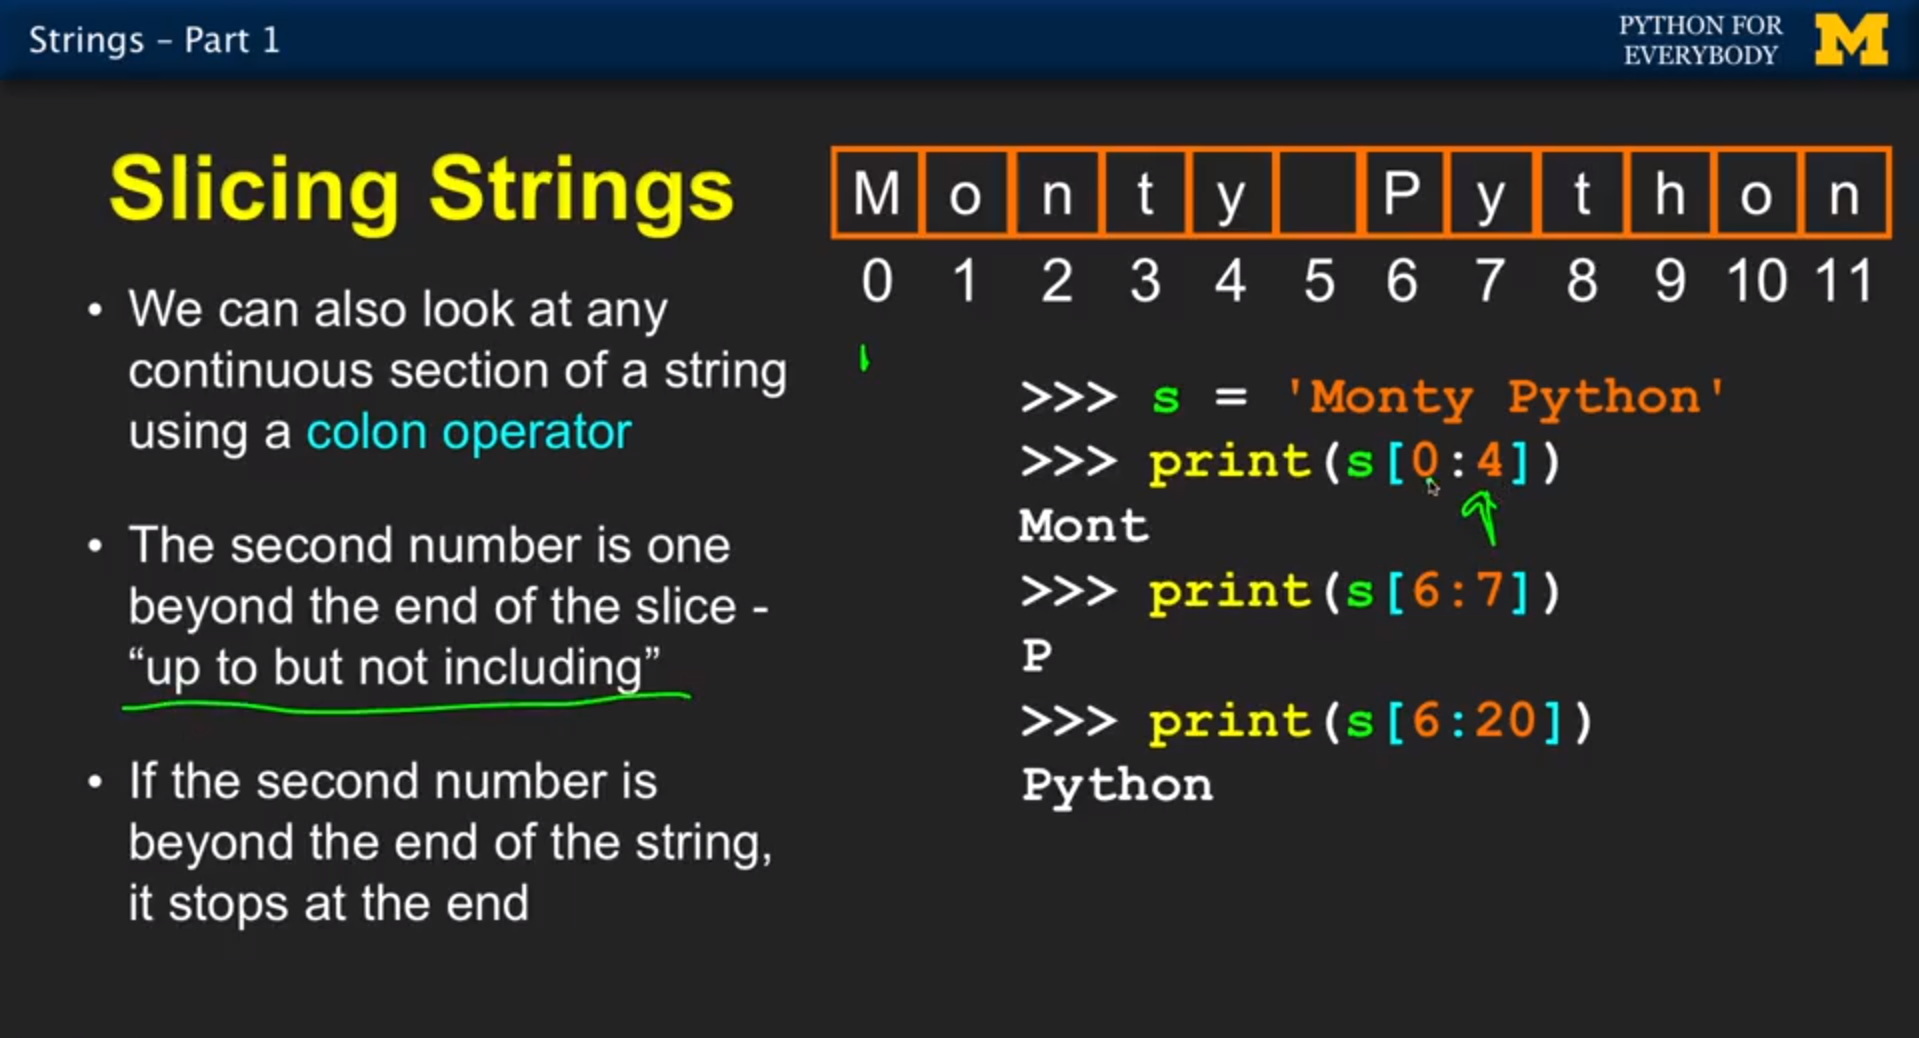 Strings – Part 1
PYTHON FOR
EVERYBODY
M
Slicing Strings
M o n t y P y t h o n
0 1 2 3 4 5 6 7 8 9 10 11
• We can also look at any
continuous section of a string
using a colon operator
• The second number is one
beyond the end of the slice -
“up to but not including”
• If the second number is
beyond the end of the string,
it stops at the end
>>> s = 'Monty Python'
>>> print(s[0:4])
Mont
>>> print(s[6:7])
P
>>> print(s[6:20])
Python